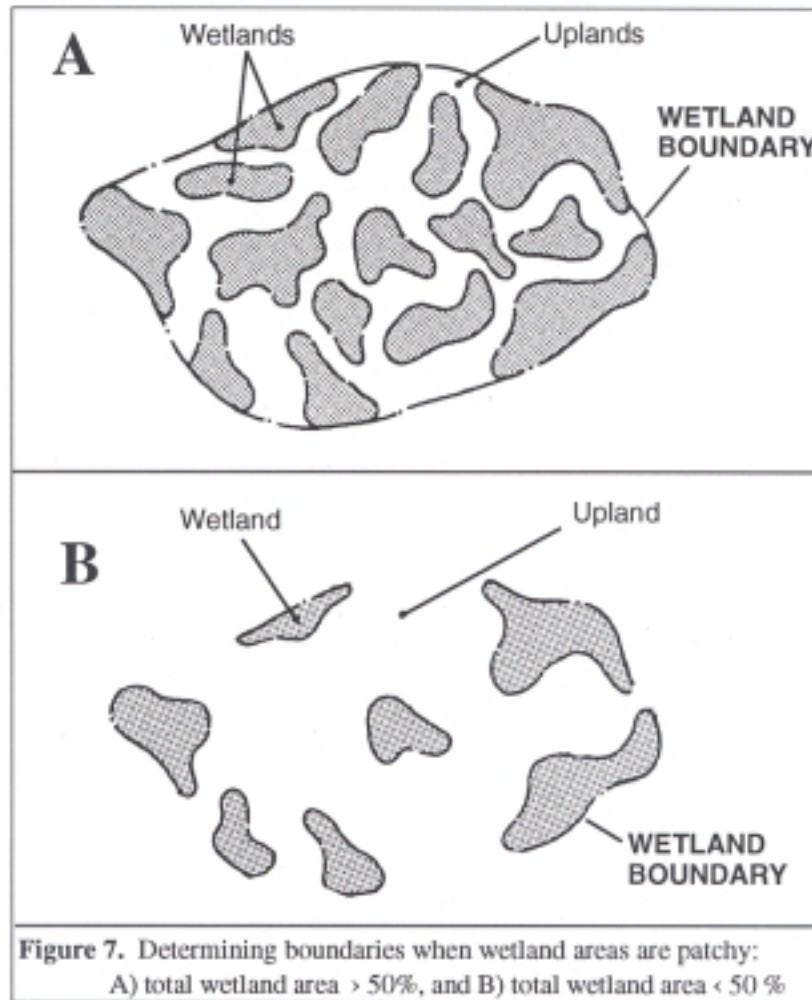 A
Wetlands
Uplands
WETLAND
BOUNDARY
B
Wetland
Upland
WETLAND
BOUNDARY
Figure 7. Determining boundaries when wetland areas are patchy:
A) total wetland area > 50%, and B) total wetland area < 50 %